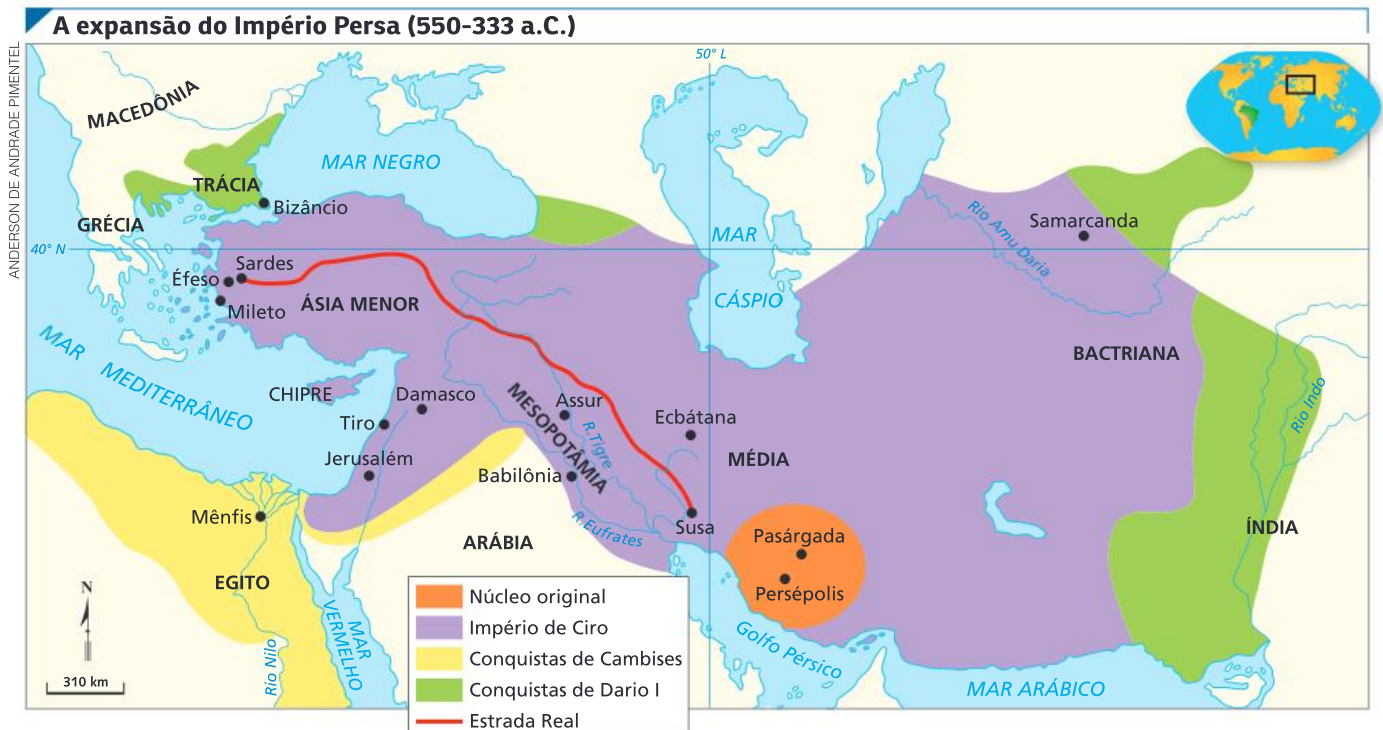 A expansão do Império Persa (550-333 a.C.)
ANDERSON DE ANDRADE PIMENTEL
50° L
MACEDÔNIA
MAR NEGRO
TRÁCIA
Bizâncio
GRÉCIA
40° N
MAR
CÁSPIO
Rio Amu Daria
Samarcanda
Sardes
Éfeso
Mileto
ÁSIA MENOR
BACTRIANA
MAR MEDITERRÂNEO
CHIPRE
Damasco
Tiro
Jerusalém
MESOPOTÂMIA
Assur
R.Tigre
Ecbátana
MÉDIA
Babilônia
R.Eufrates
Susa
Rio Indo
ÍNDIA
Mênfis
EGITO
ARÁBIA
Pasárgada
Persépolis
Golfo Pérsico
MAR ARÁBICO
MAR
VERMELHO
Rio Nilo
N
310 km
Núcleo original
Império de Ciro
Conquistas de Cambises
Conquistas de Dario I
Estrada Real